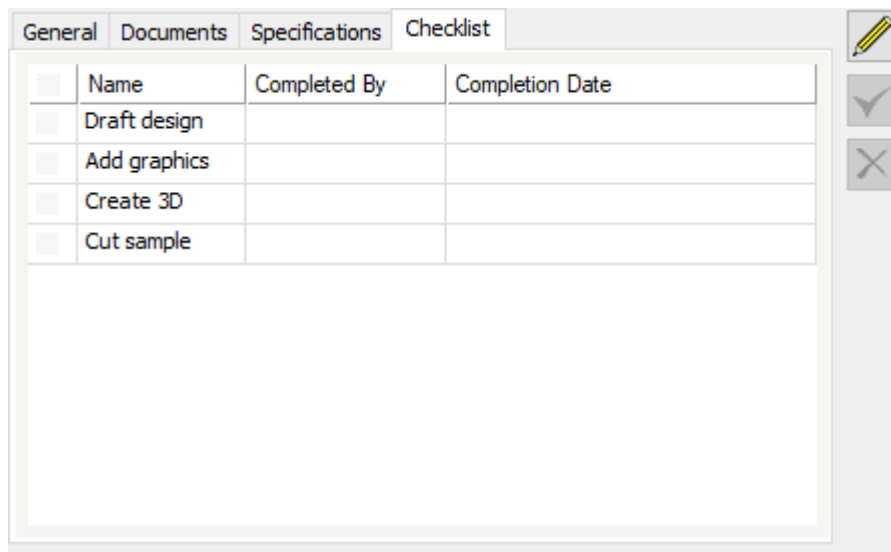 General Documents Specifications Checklist
Name Completed By Completion Date
Draft design
Add graphics
Create 3D
Cut sample